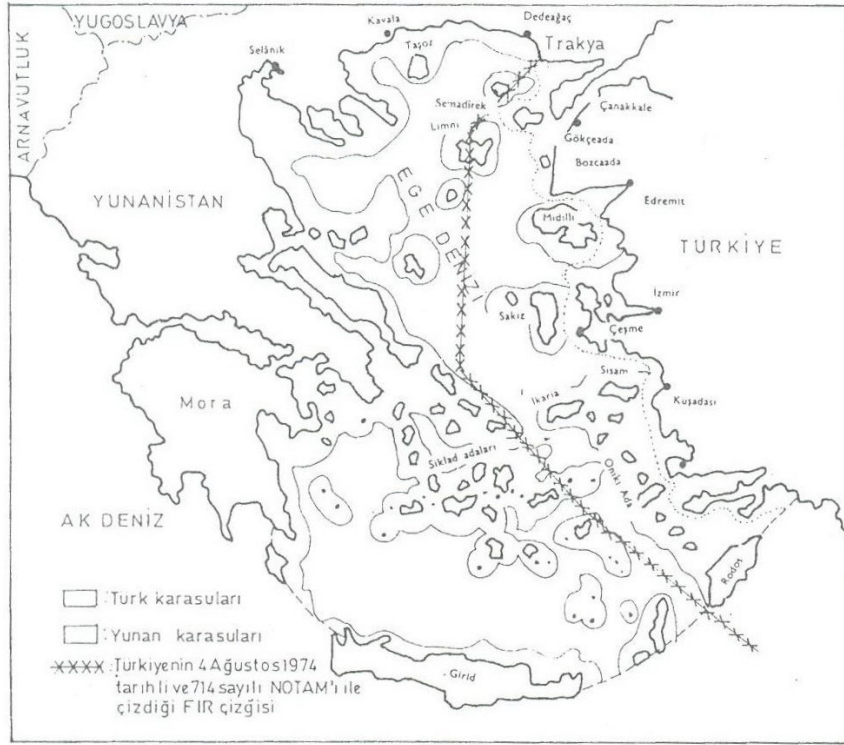 YUGOSLAVYA
ARNAVUTLUK
Selânik
Kavala
Dedeağaç
Taşoz
Trakya
Semadirek
Limni
Çanakkale
Gökçeada
Bozcaada
YUNANİSTAN
EGE DENİZİ
Edremit
Midilli
TÜRKİYE
İzmir
Sakız
Çeşme
Sisam
İkaria
Kuşadası
Mora
Siklad adaları
Oniki Ada
AK DENİZ
Rodos
Türk karasuları
Yunan karasuları
Girid
Türkiyenin 4 Ağustos 1974
tarihli ve 714 sayılı NOTAM'ı ile
çizdiği FIR çizgisi